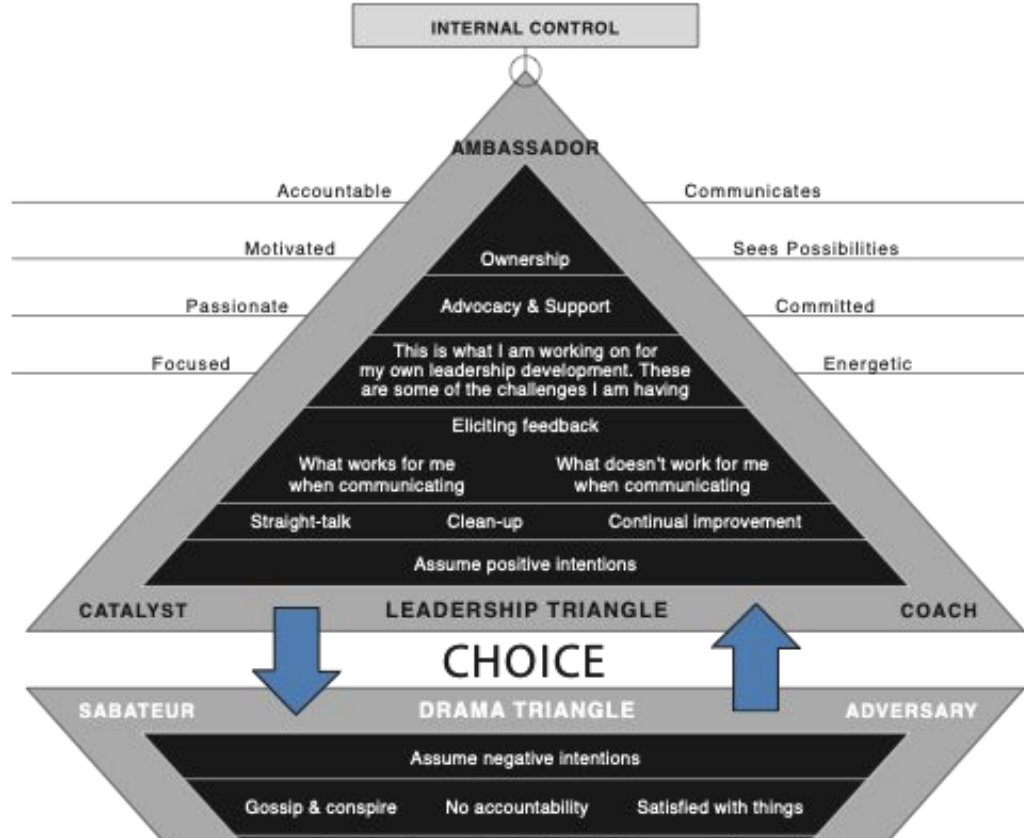 INTERNAL CONTROL
AMBASSADOR
Accountable
Communicates
Motivated
Sees Possibilities
Ownership
Passionate
Advocacy & Support
Committed
This is what I am working on for
my own leadership development. These
are some of the challenges I am having
Focused
Energetic
Eliciting feedback
What works for me
when communicating
What doesn't work for me
when communicating
Straight-talk
Clean-up
Continual improvement
Assume positive intentions
CATALYST
LEADERSHIP TRIANGLE
COACH
CHOICE
SABATEUR
DRAMA TRIANGLE
ADVERSARY
Assume negative intentions
Gossip & conspire
No accountability
Satisfied with things